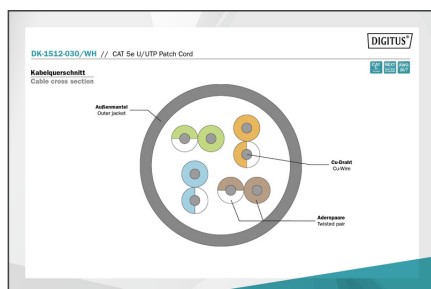 DIGITUS®
DK-1512-030/WH // CAT 5e U/UTP Patch Cord
Kabelquerschnitt
Cable cross section
Außenmantel
Outer jacket
Cu-Draht
Cu-Wire
Aderspaare
Twisted pair